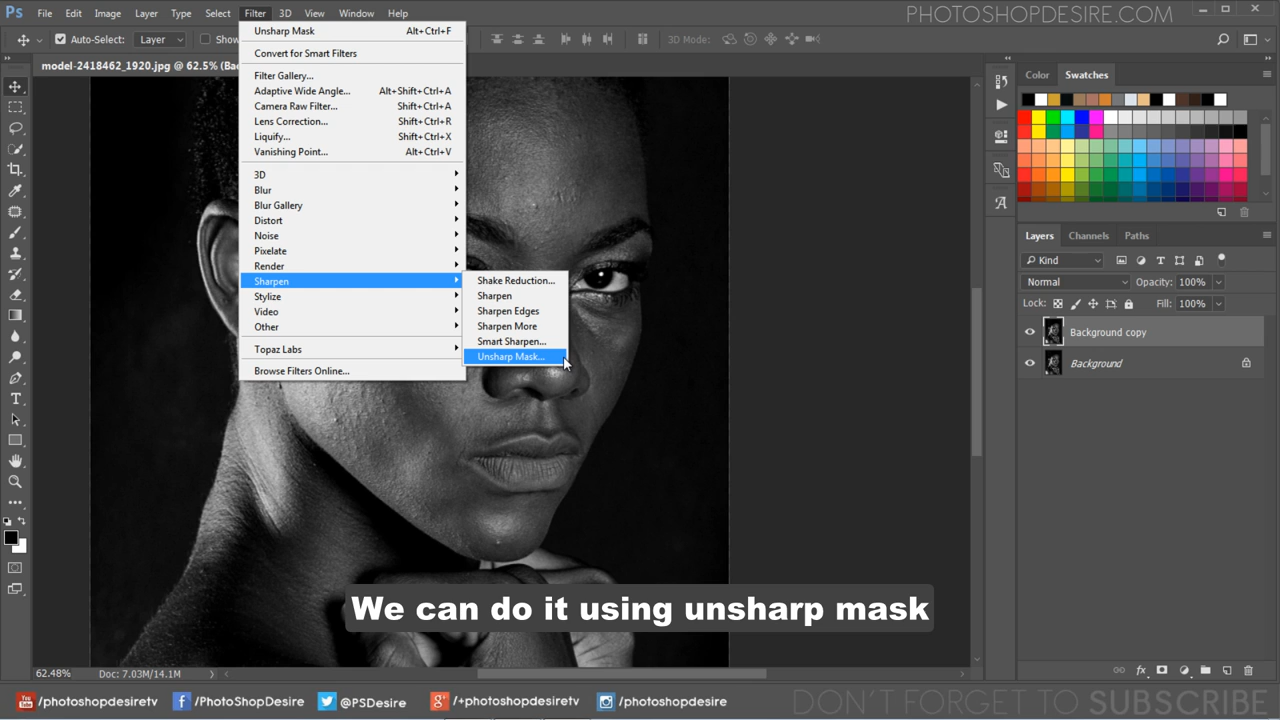 Ps File Edit Image Layer Type Select Filter 3D View Window Help
PHOTOSHOPDESIRE.COM
Auto-Select: Layer Show
3D Mode:
model-2418462_1920.jpg @ 62.5% (Ba
Unsharp Mask Alt+Ctrl+F
Convert for Smart Filters
Filter Gallery...
Adaptive Wide Angle... Alt+Shift+Ctrl+A
Camera Raw Filter... Shift+Ctrl+A
Lens Correction... Shift+Ctrl+R
Liquify... Shift+Ctrl+X
Vanishing Point... Alt+Ctrl+V
3D
Blur
Blur Gallery
Distort
Noise
Pixelate
Render
Sharpen
Stylize
Video
Other
Topaz Labs
Browse Filters Online...
Shake Reduction...
Sharpen
Sharpen Edges
Sharpen More
Smart Sharpen...
Unsharp Mask...
Color Swatches
Layers Channels Paths
Kind
Normal Opacity: 100%
Lock: Fill: 100%
Background copy
Background
We can do it using unsharp mask
62.48% Doc: 7.03M/14.1M
You Tube /photoshopdesiretv f /PhotoShopDesire @PSDesire g+ /+photoshopdesiretv /photoshopdesire
DON'T FORGET TO SUBSCRIBE